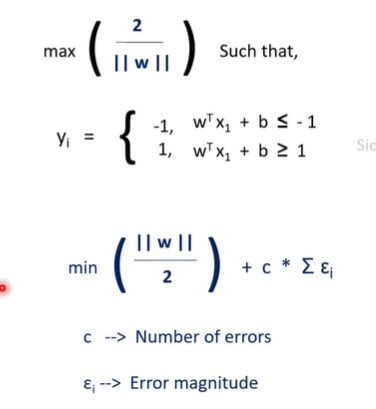 max ( 2 / || w || ) Such that,
yᵢ = { -1, wᵀx₁ + b ≤ - 1
1, wᵀx₁ + b ≥ 1
min ( || w || / 2 ) + c * Σ εᵢ
c --> Number of errors
εᵢ --> Error magnitude